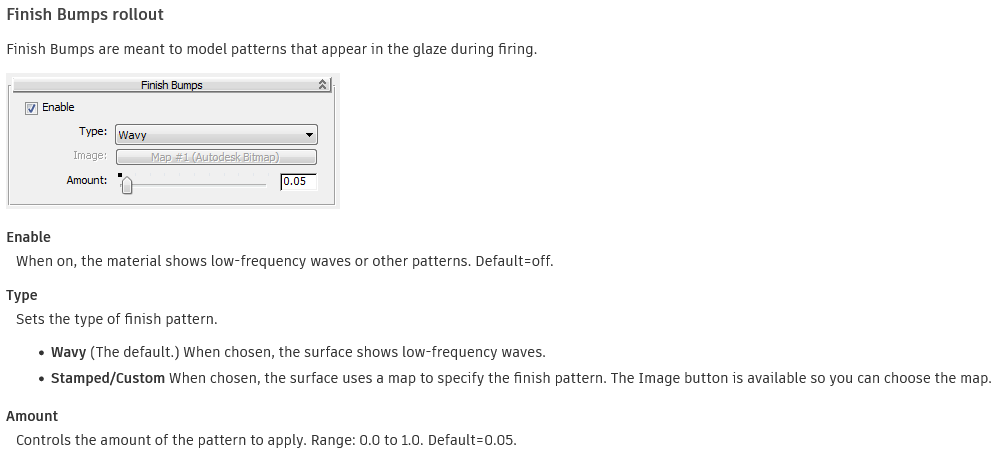 Finish Bumps rollout
Finish Bumps are meant to model patterns that appear in the glaze during firing.
Finish Bumps
Enable
Type: Wavy
Image: Map #1 (Autodesk Bitmap)
Amount: 0.05
Enable
When on, the material shows low-frequency waves or other patterns. Default=off.
Type
Sets the type of finish pattern.
• Wavy (The default.) When chosen, the surface shows low-frequency waves.
• Stamped/Custom When chosen, the surface uses a map to specify the finish pattern. The Image button is available so you can choose the map.
Amount
Controls the amount of the pattern to apply. Range: 0.0 to 1.0. Default=0.05.